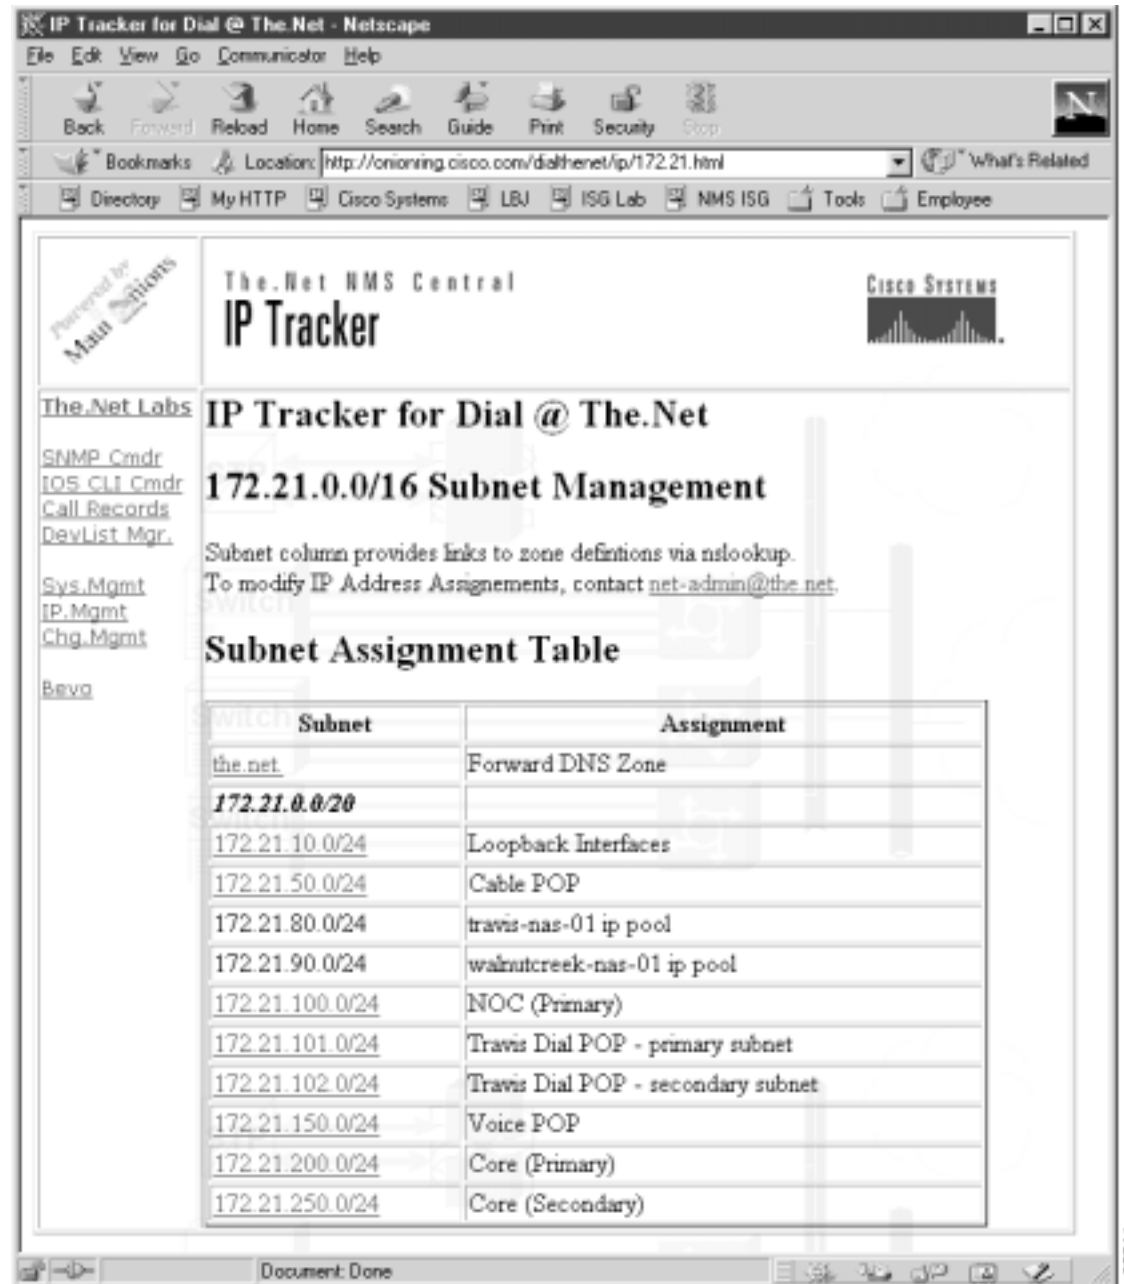 IP Tracker for Dial @ The.Net - Netscape
File Edit View Go Communicator Help
Back Forward Reload Home Search Guide Print Security Stop
Bookmarks Location: http://onionring.cisco.com/dialthenet/ip/172.21.html What's Related
Directory My HTTP Cisco Systems LBJ ISG Lab NMS ISG Tools Employee
Powered by
Main
The.Net NMS Central
IP Tracker
CISCO SYSTEMS
The.Net Labs
SNMP Cmdr
IOS CLI Cmdr
Call Records
DevList Mgr.
Sys.Mgmt
IP.Mgmt
Chg.Mgmt
IP Tracker for Dial @ The.Net
172.21.0.0/16 Subnet Management
Subnet column provides links to zone defintions via nslookup.
To modify IP Address Assignements, contact net-admin@the.net.
Subnet Assignment Table
Subnet Assignment
the.net. Forward DNS Zone
172.21.0.0/20
172.21.10.0/24 Loopback Interfaces
172.21.50.0/24 Cable POP
172.21.80.0/24 travis-nas-01 ip pool
172.21.90.0/24 walnutcreek-nas-01 ip pool
172.21.100.0/24 NOC (Primary)
172.21.101.0/24 Travis Dial POP - primary subnet
172.21.102.0/24 Travis Dial POP - secondary subnet
172.21.150.0/24 Voice POP
172.21.200.0/24 Core (Primary)
172.21.250.0/24 Core (Secondary)
Switch
Switch
Switch
Document: Done